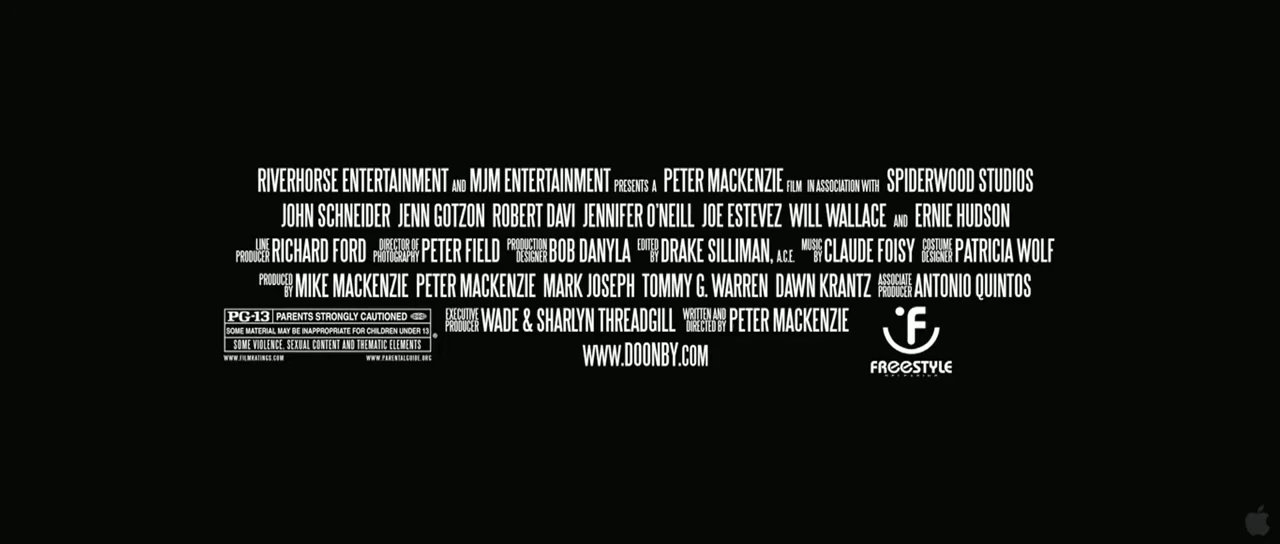 RIVERHORSE ENTERTAINMENT AND MJM ENTERTAINMENT PRESENTS A PETER MACKENZIE FILM IN ASSOCIATION WITH SPIDERWOOD STUDIOS
JOHN SCHNEIDER JENN GOTZON ROBERT DAVI JENNIFER O'NEILL JOE ESTEVEZ WILL WALLACE AND ERNIE HUDSON
LINE PRODUCER RICHARD FORD DIRECTOR OF PHOTOGRAPHY PETER FIELD PRODUCTION DESIGNER BOB DANYLA EDITED BY DRAKE SILLIMAN, A.C.E. MUSIC BY CLAUDE FOISY COSTUME DESIGNER PATRICIA WOLF
PRODUCED BY MIKE MACKENZIE PETER MACKENZIE MARK JOSEPH TOMMY G. WARREN DAWN KRANTZ ASSOCIATE PRODUCER ANTONIO QUINTOS
EXECUTIVE PRODUCER WADE & SHARLYN THREADGILL WRITTEN AND DIRECTED BY PETER MACKENZIE
PG-13 PARENTS STRONGLY CAUTIONED
SOME MATERIAL MAY BE INAPPROPRIATE FOR CHILDREN UNDER 13
SOME VIOLENCE, SEXUAL CONTENT AND THEMATIC ELEMENTS
WWW.FILMRATINGS.COM WWW.PARENTALGUIDE.ORG
WWW.DOONBY.COM
F
FREESTYLE